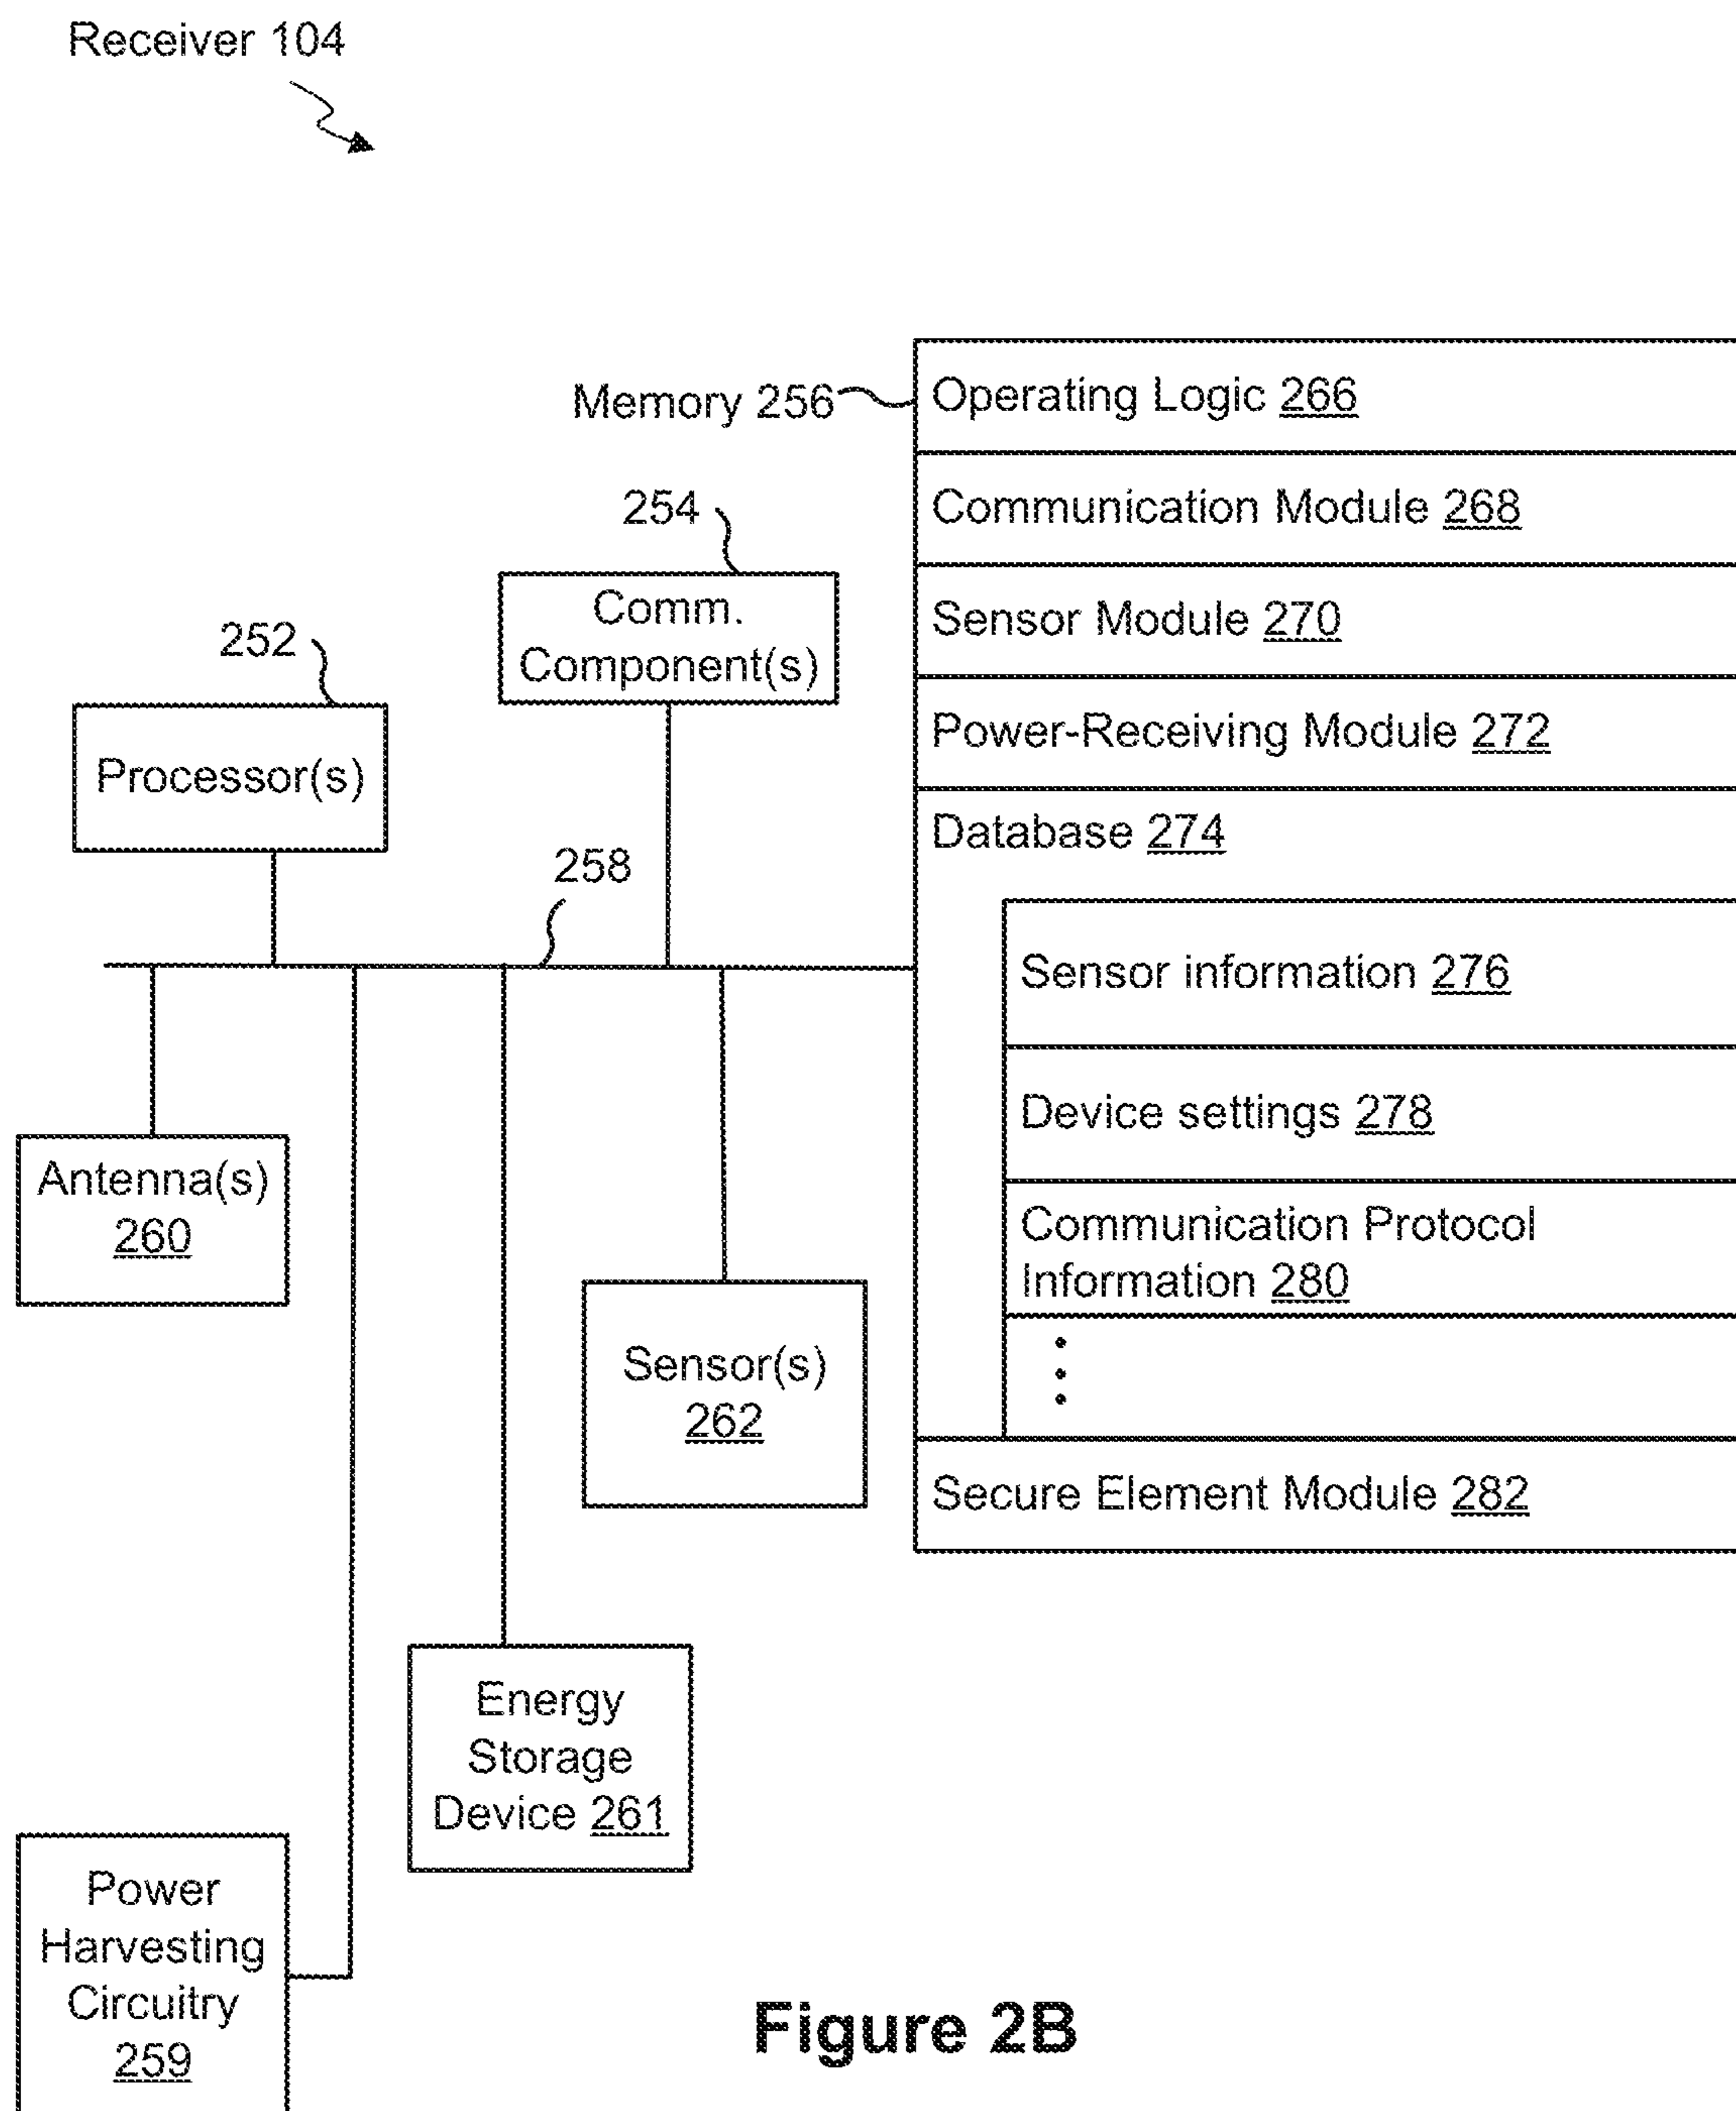 Receiver 104
Memory 256
Operating Logic 266
Communication Module 268
Sensor Module 270
Power-Receiving Module 272
Database 274
Sensor information 276
Device settings 278
Communication Protocol
Information 280
Secure Element Module 282
254
Comm.
Component(s)
252
Processor(s)
258
Antenna(s)
260
Sensor(s)
262
Energy
Storage
Device 261
Power
Harvesting
Circuitry
259
Figure 2B